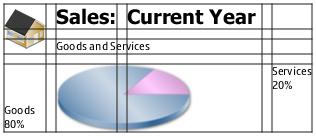 Sales: Current Year
Goods and Services
Services
20%
Goods
80%